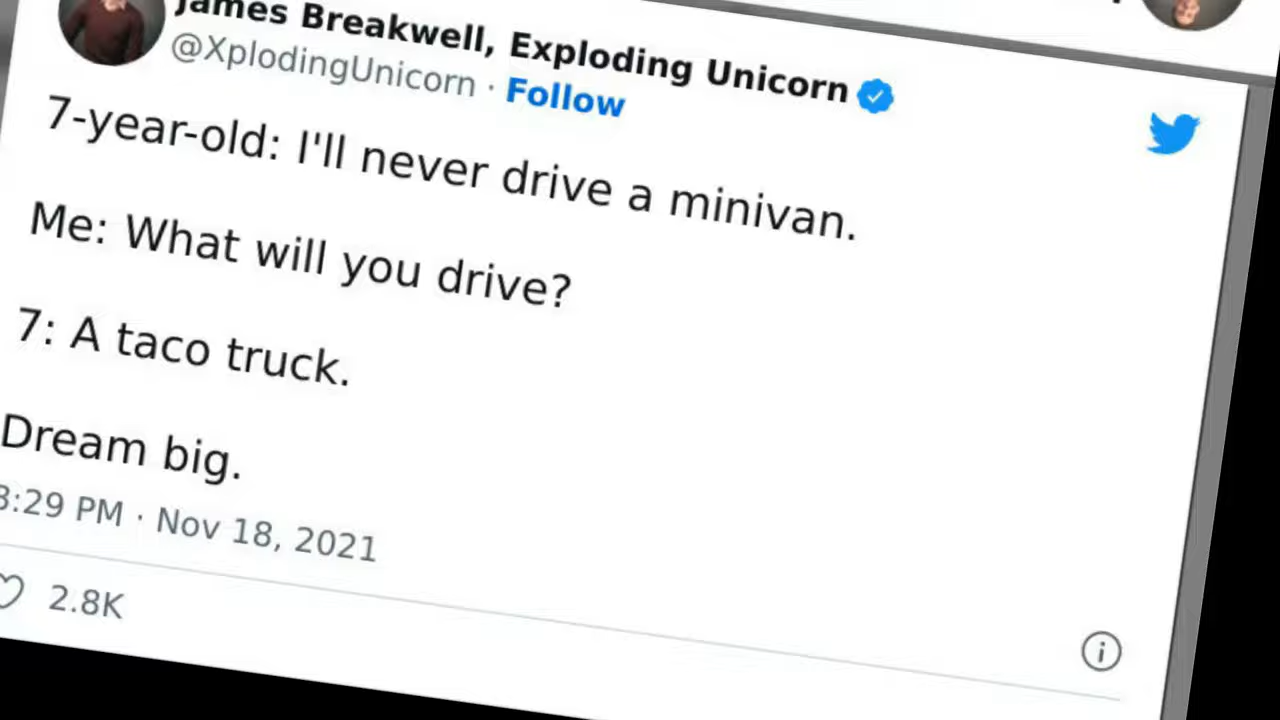 James Breakwell, Exploding Unicorn
@XplodingUnicorn · Follow
7-year-old: I'll never drive a minivan.
Me: What will you drive?
7: A taco truck.
Dream big.
:29 PM · Nov 18, 2021
2.8K